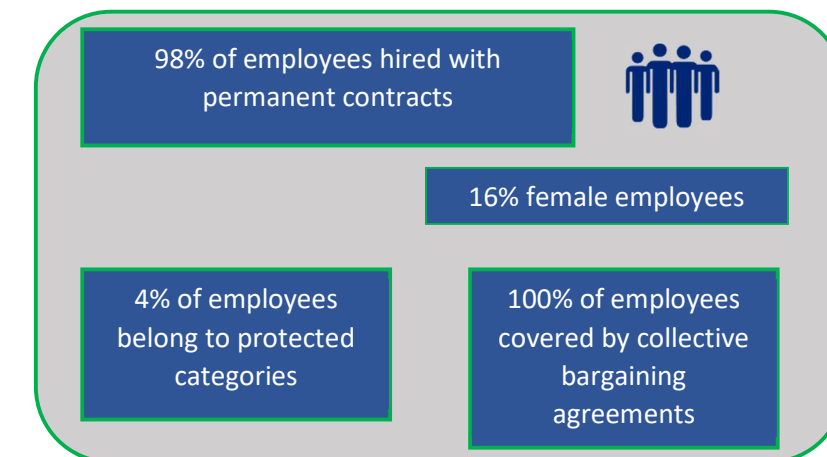 98% of employees hired with
permanent contracts
16% female employees
4% of employees
belong to protected
categories
100% of employees
covered by collective
bargaining
agreements